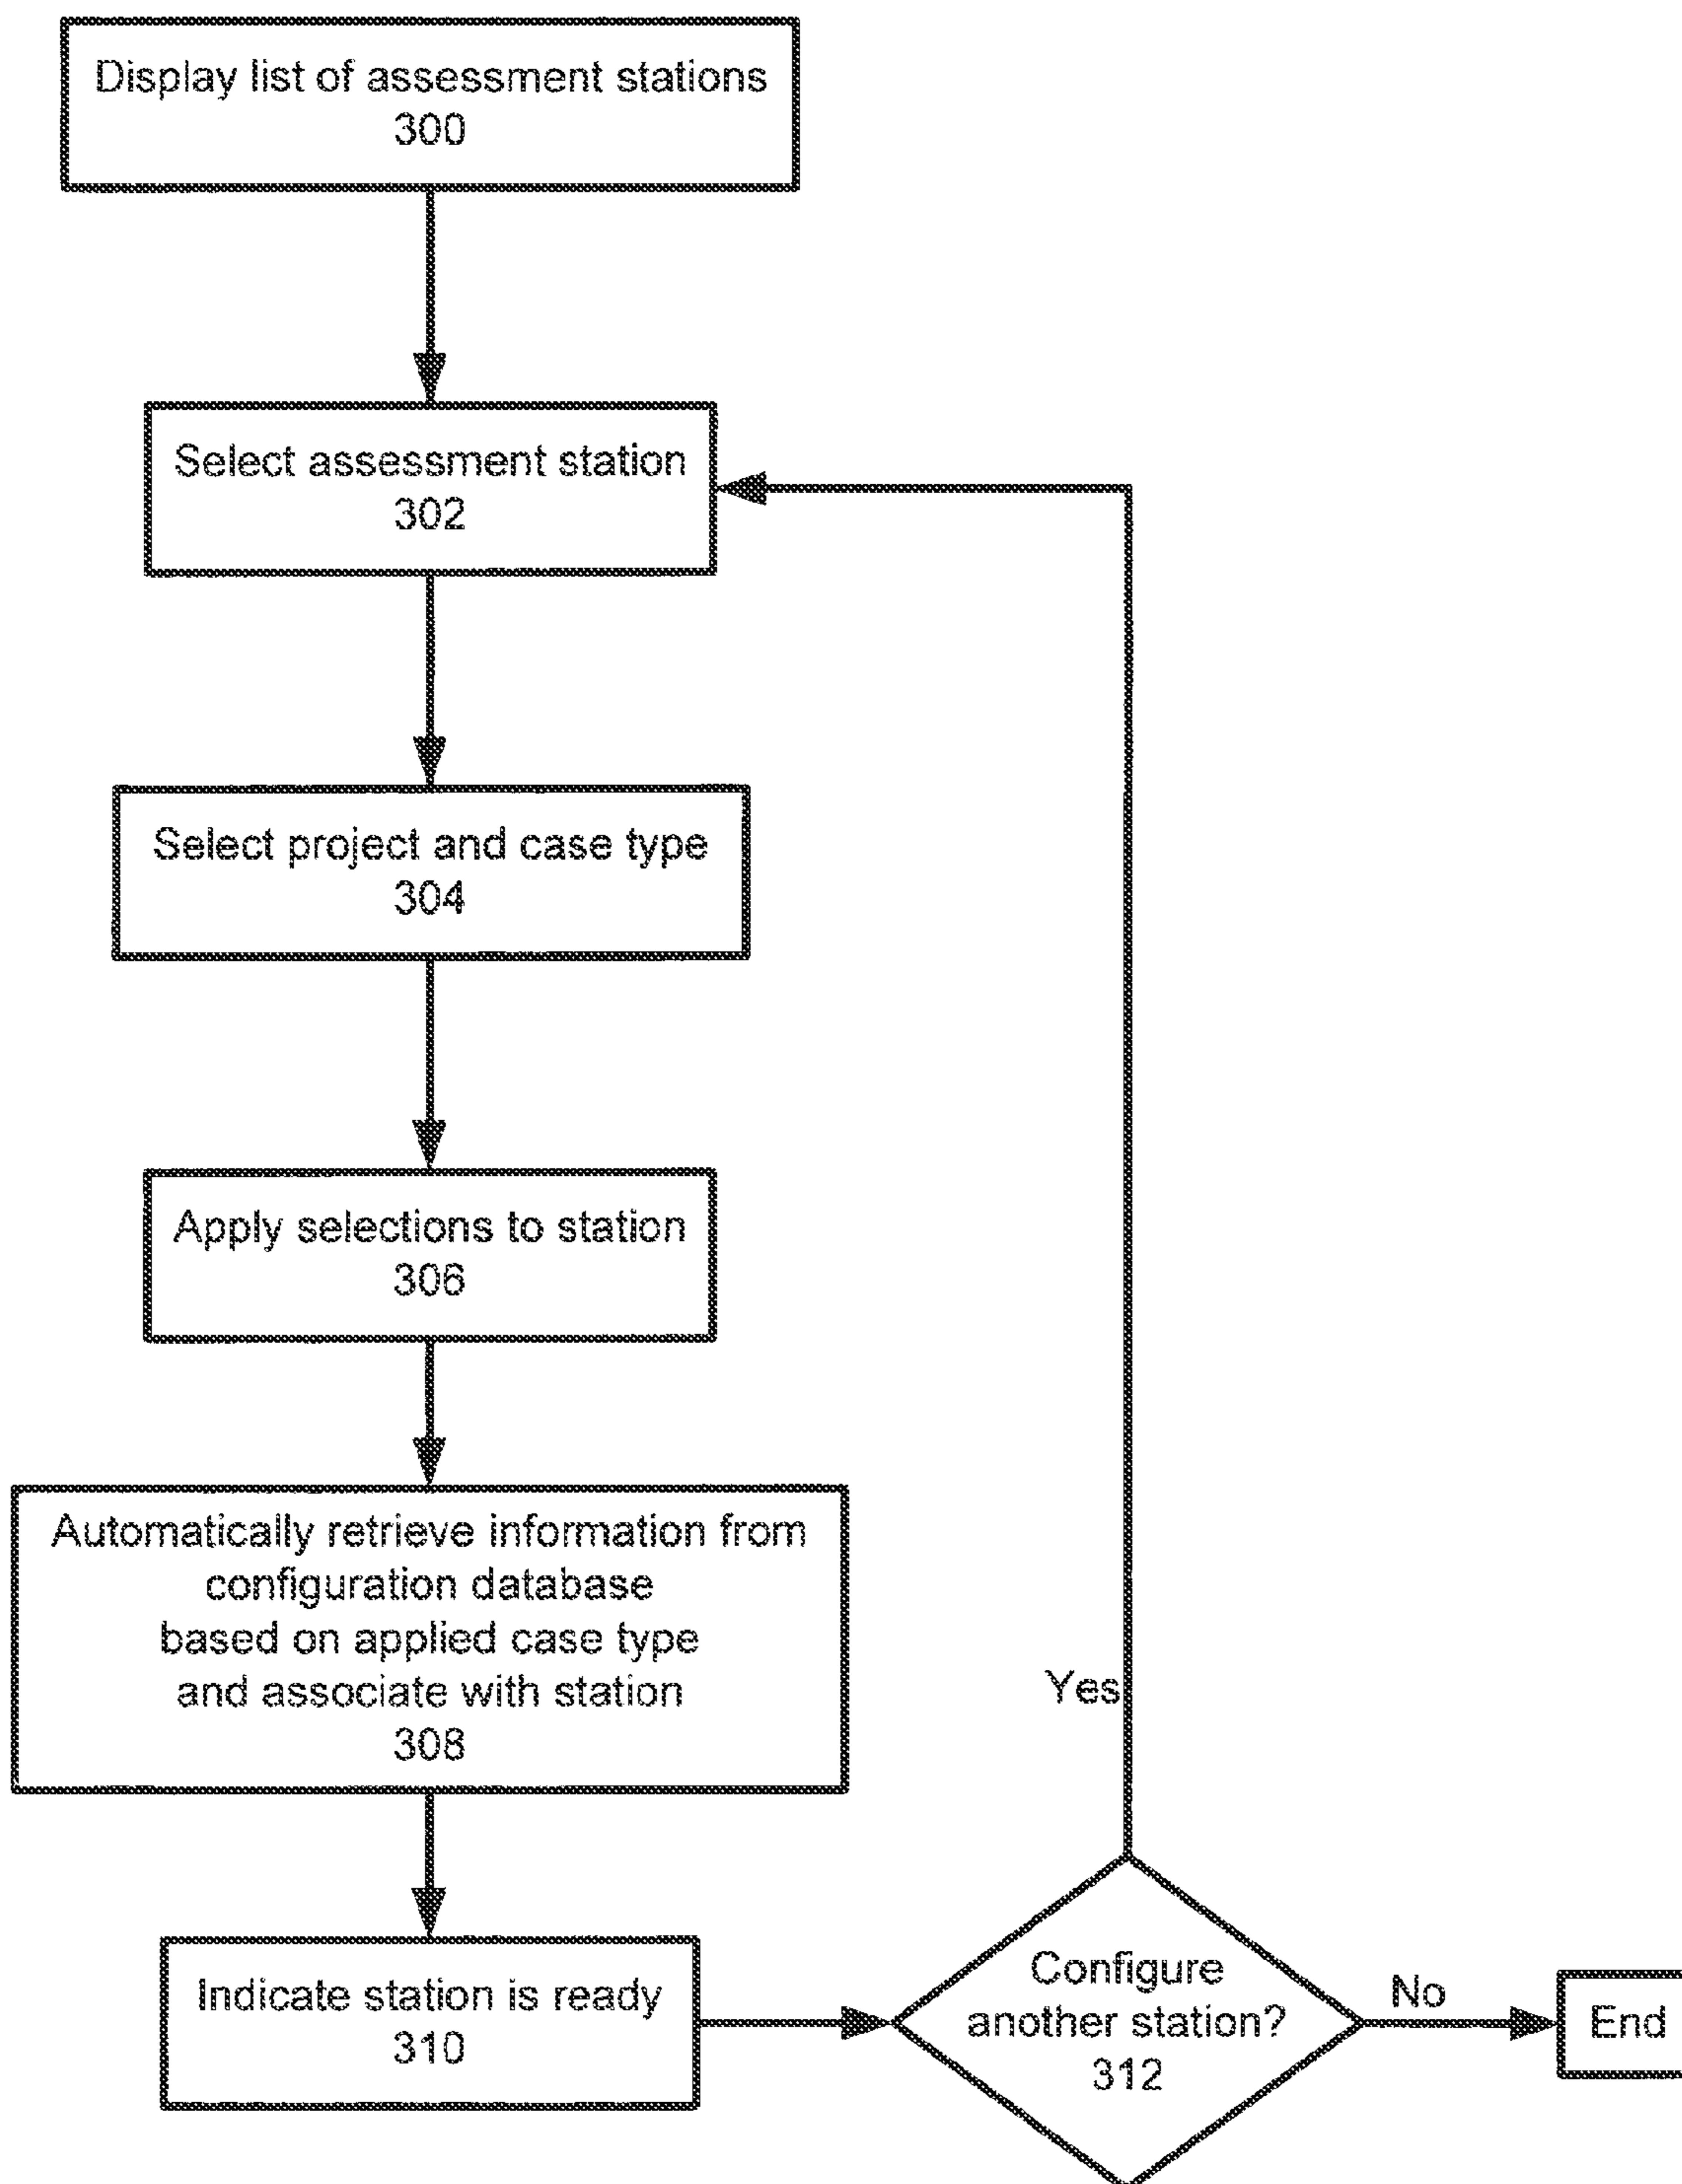 Display list of assessment stations
300
Select assessment station
302
Select project and case type
304
Apply selections to station
306
Automatically retrieve information from
configuration database
based on applied case type
and associate with station
308
Indicate station is ready
310
Configure
another station?
312
Yes
No
End